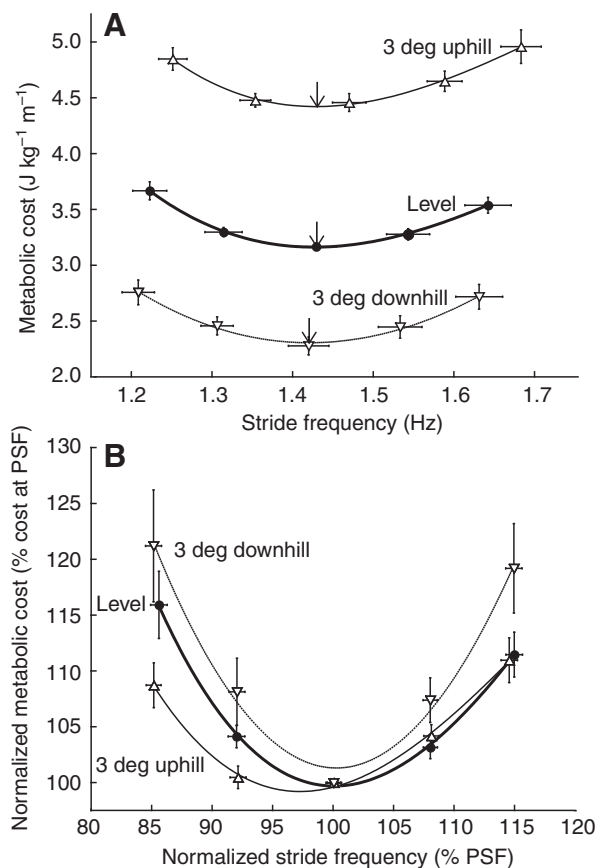 A
5.0
4.5
4.0
3.5
3.0
2.5
2.0
Metabolic cost (J kg⁻¹ m⁻¹)
3 deg uphill
Level
3 deg downhill
1.2 1.3 1.4 1.5 1.6 1.7
Stride frequency (Hz)
B
130
125
120
115
110
105
100
Normalized metabolic cost (% cost at PSF)
3 deg downhill
Level
3 deg uphill
80 85 90 95 100 105 110 115 120
Normalized stride frequency (% PSF)